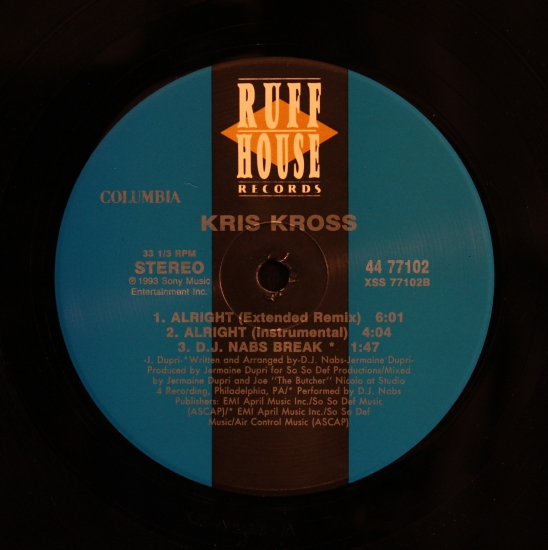 RUFF
HOUSE
RECORDS
COLUMBIA
KRIS KROSS
33 1/3 RPM
STEREO
℗ 1993 Sony Music
Entertainment Inc.
44 77102
XSS 77102B
1. ALRIGHT (Extended Remix) 6:01
2. ALRIGHT (Instrumental) 4:04
3. D.J. NABS BREAK * 1:47
-J. Dupri-*Written and Arranged by-D.J. Nabs-Jermaine Dupri-
Produced by Jermaine Dupri for So So Def Productions/Mixed
by Jermaine Dupri and Joe "The Butcher" Nicolo at Studio
4 Recording, Philadelphia, PA/* Performed by D.J. Nabs
Publishers: EMI April Music Inc./So So Def Music
(ASCAP)/* EMI April Music Inc./So So Def
Music/Air Control Music (ASCAP)